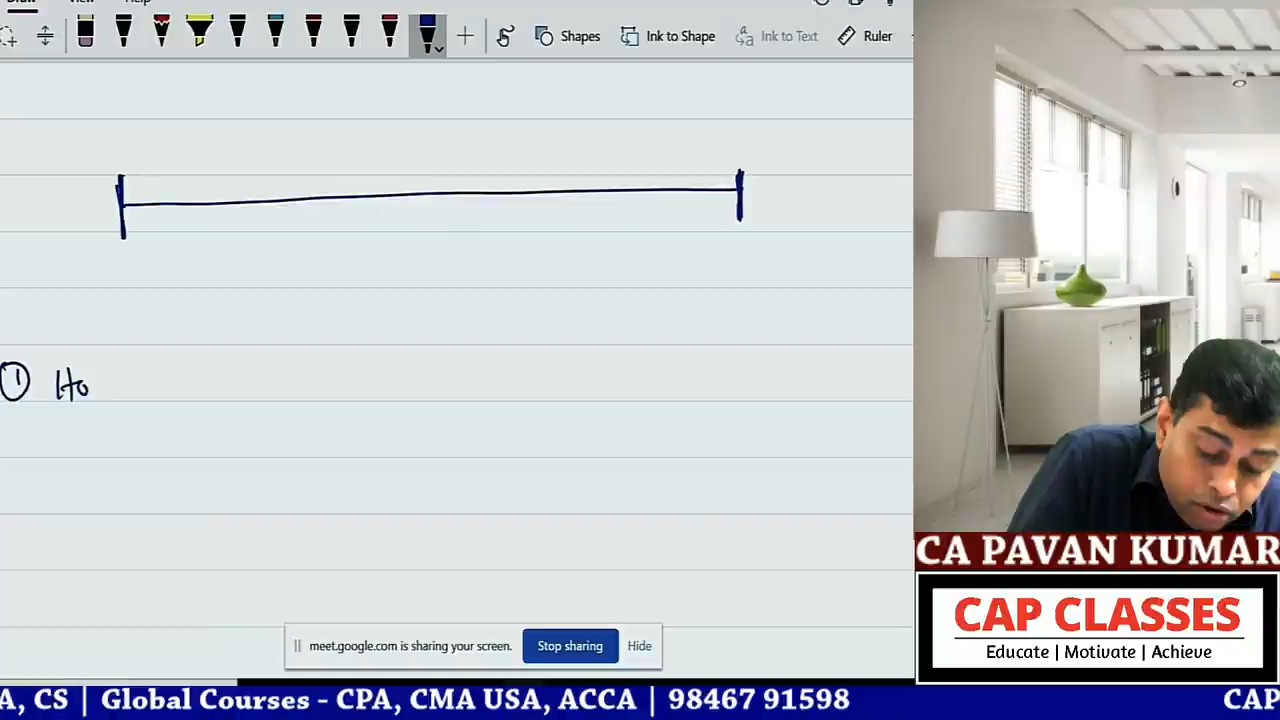 Draw View Help
Shapes Ink to Shape Ink to Text Ruler
① Ho
meet.google.com is sharing your screen. Stop sharing Hide
CA PAVAN KUMAR
CAP CLASSES
Educate | Motivate | Achieve
A, CS | Global Courses - CPA, CMA USA, ACCA | 98467 91598 CAP